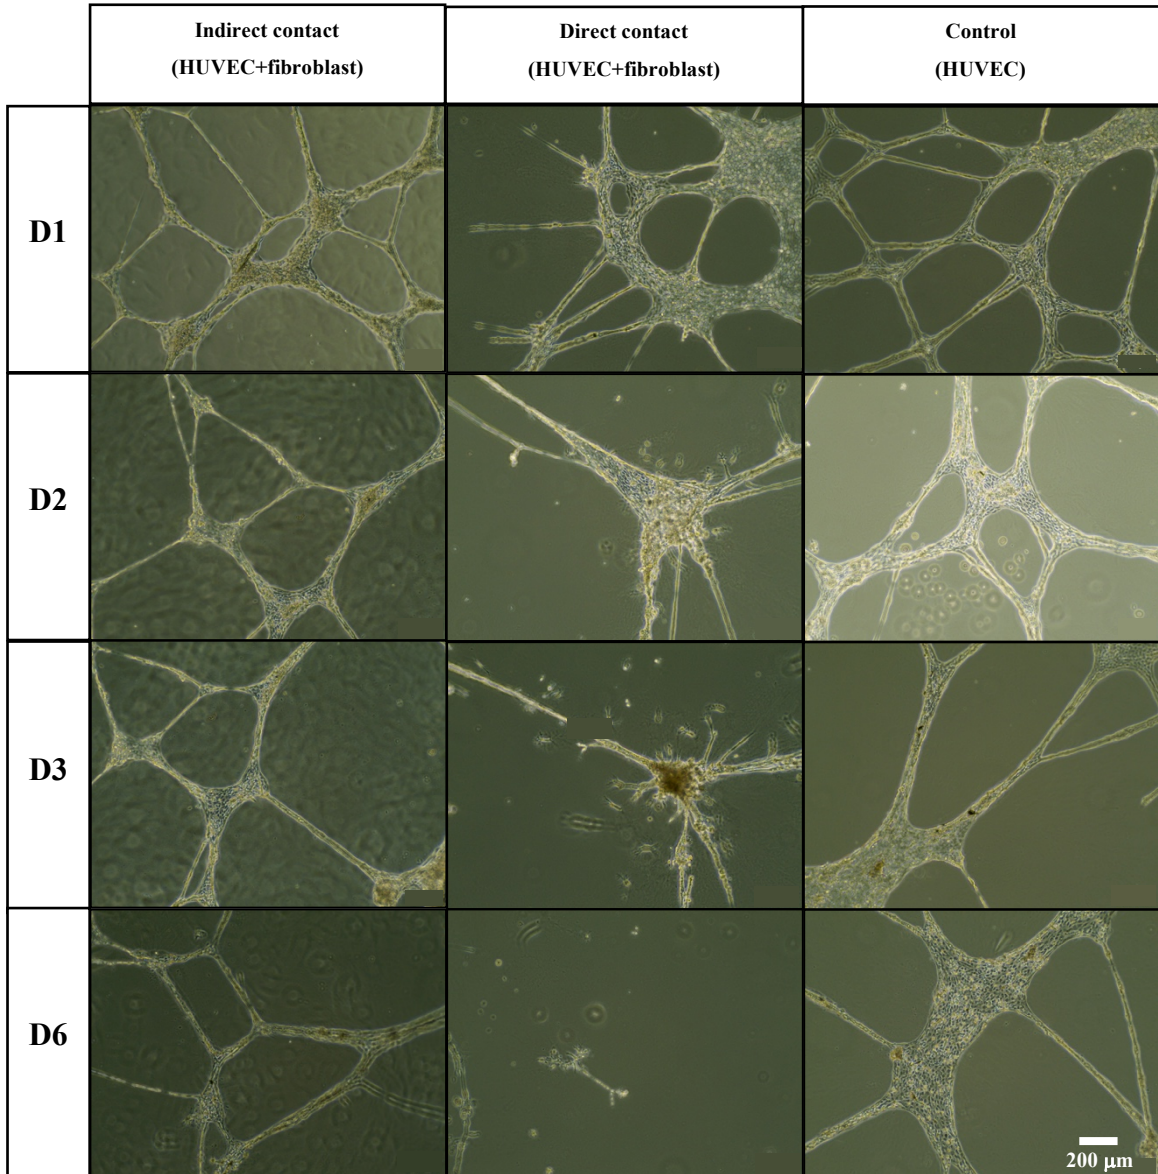 Indirect contact
(HUVEC+fibroblast)
Direct contact
(HUVEC+fibroblast)
Control
(HUVEC)
D1
D2
D3
D6
200 μm